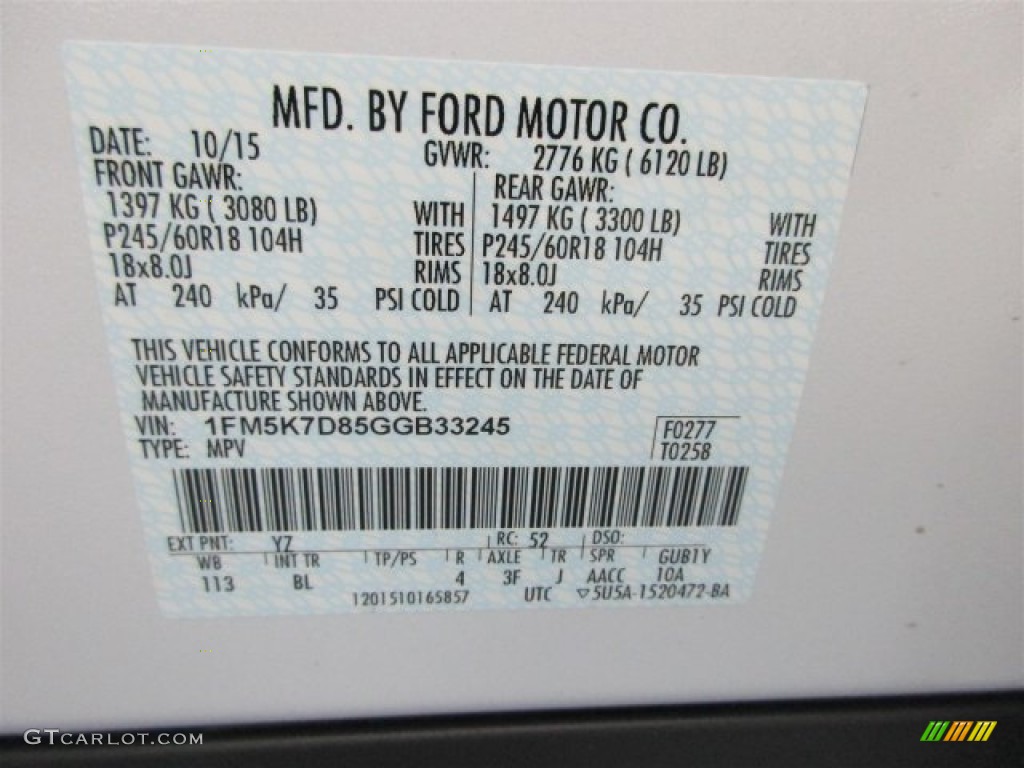 MFD. BY FORD MOTOR CO.
DATE: 10/15 GVWR: 2776 KG ( 6120 LB)
FRONT GAWR: REAR GAWR:
1397 KG ( 3080 LB) WITH 1497 KG ( 3300 LB) WITH
P245/60R18 104H TIRES P245/60R18 104H TIRES
18x8.0J RIMS 18x8.0J RIMS
AT 240 kPa/ 35 PSI COLD AT 240 kPa/ 35 PSI COLD
THIS VEHICLE CONFORMS TO ALL APPLICABLE FEDERAL MOTOR
VEHICLE SAFETY STANDARDS IN EFFECT ON THE DATE OF
MANUFACTURE SHOWN ABOVE.
VIN: 1FM5K7D85GGB33245 F0277
TYPE: MPV T0258
EXT PNT: YZ RC: 52 DSO:
WB INT TR TP/PS R AXLE TR SPR GUB1Y
113 BL 4 3F J AACC 10A
1201510165857 UTC ▽5U5A-1520472-BA
GTCARLOT.COM